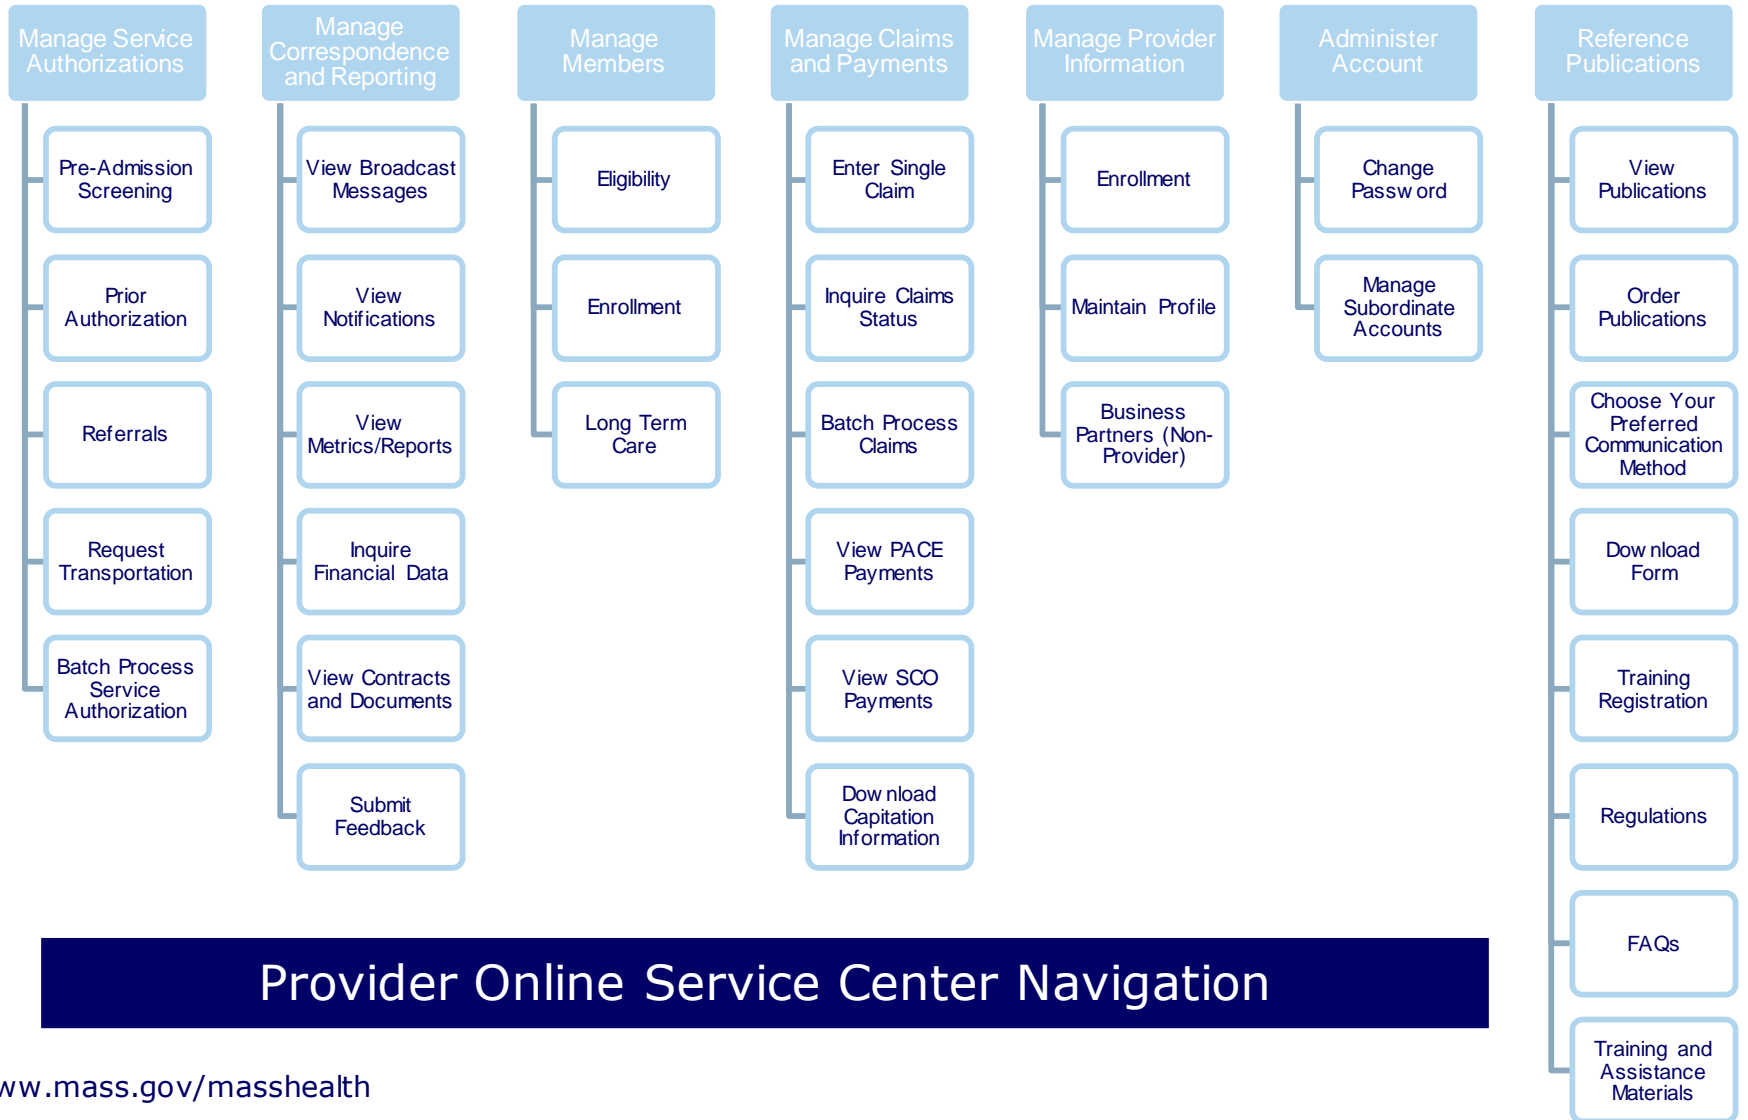 Manage Service
Authorizations
Pre-Admission
Screening
Prior
Authorization
Referrals
Request
Transportation
Batch Process
Service
Authorization
Manage
Correspondence
and Reporting
View Broadcast
Messages
View
Notifications
View
Metrics/Reports
Inquire
Financial Data
View Contracts
and Documents
Submit
Feedback
Manage
Members
Eligibility
Enrollment
Long Term
Care
Manage Claims
and Payments
Enter Single
Claim
Inquire Claims
Status
Batch Process
Claims
View PACE
Payments
View SCO
Payments
Download
Capitation
Information
Manage Provider
Information
Enrollment
Maintain Profile
Business
Partners (Non-
Provider)
Administer
Account
Change
Password
Manage
Subordinate
Accounts
Reference
Publications
View
Publications
Order
Publications
Choose Your
Preferred
Communication
Method
Download
Form
Training
Registration
Regulations
FAQs
Training and
Assistance
Materials
Provider Online Service Center Navigation
ww.mass.gov/masshealth